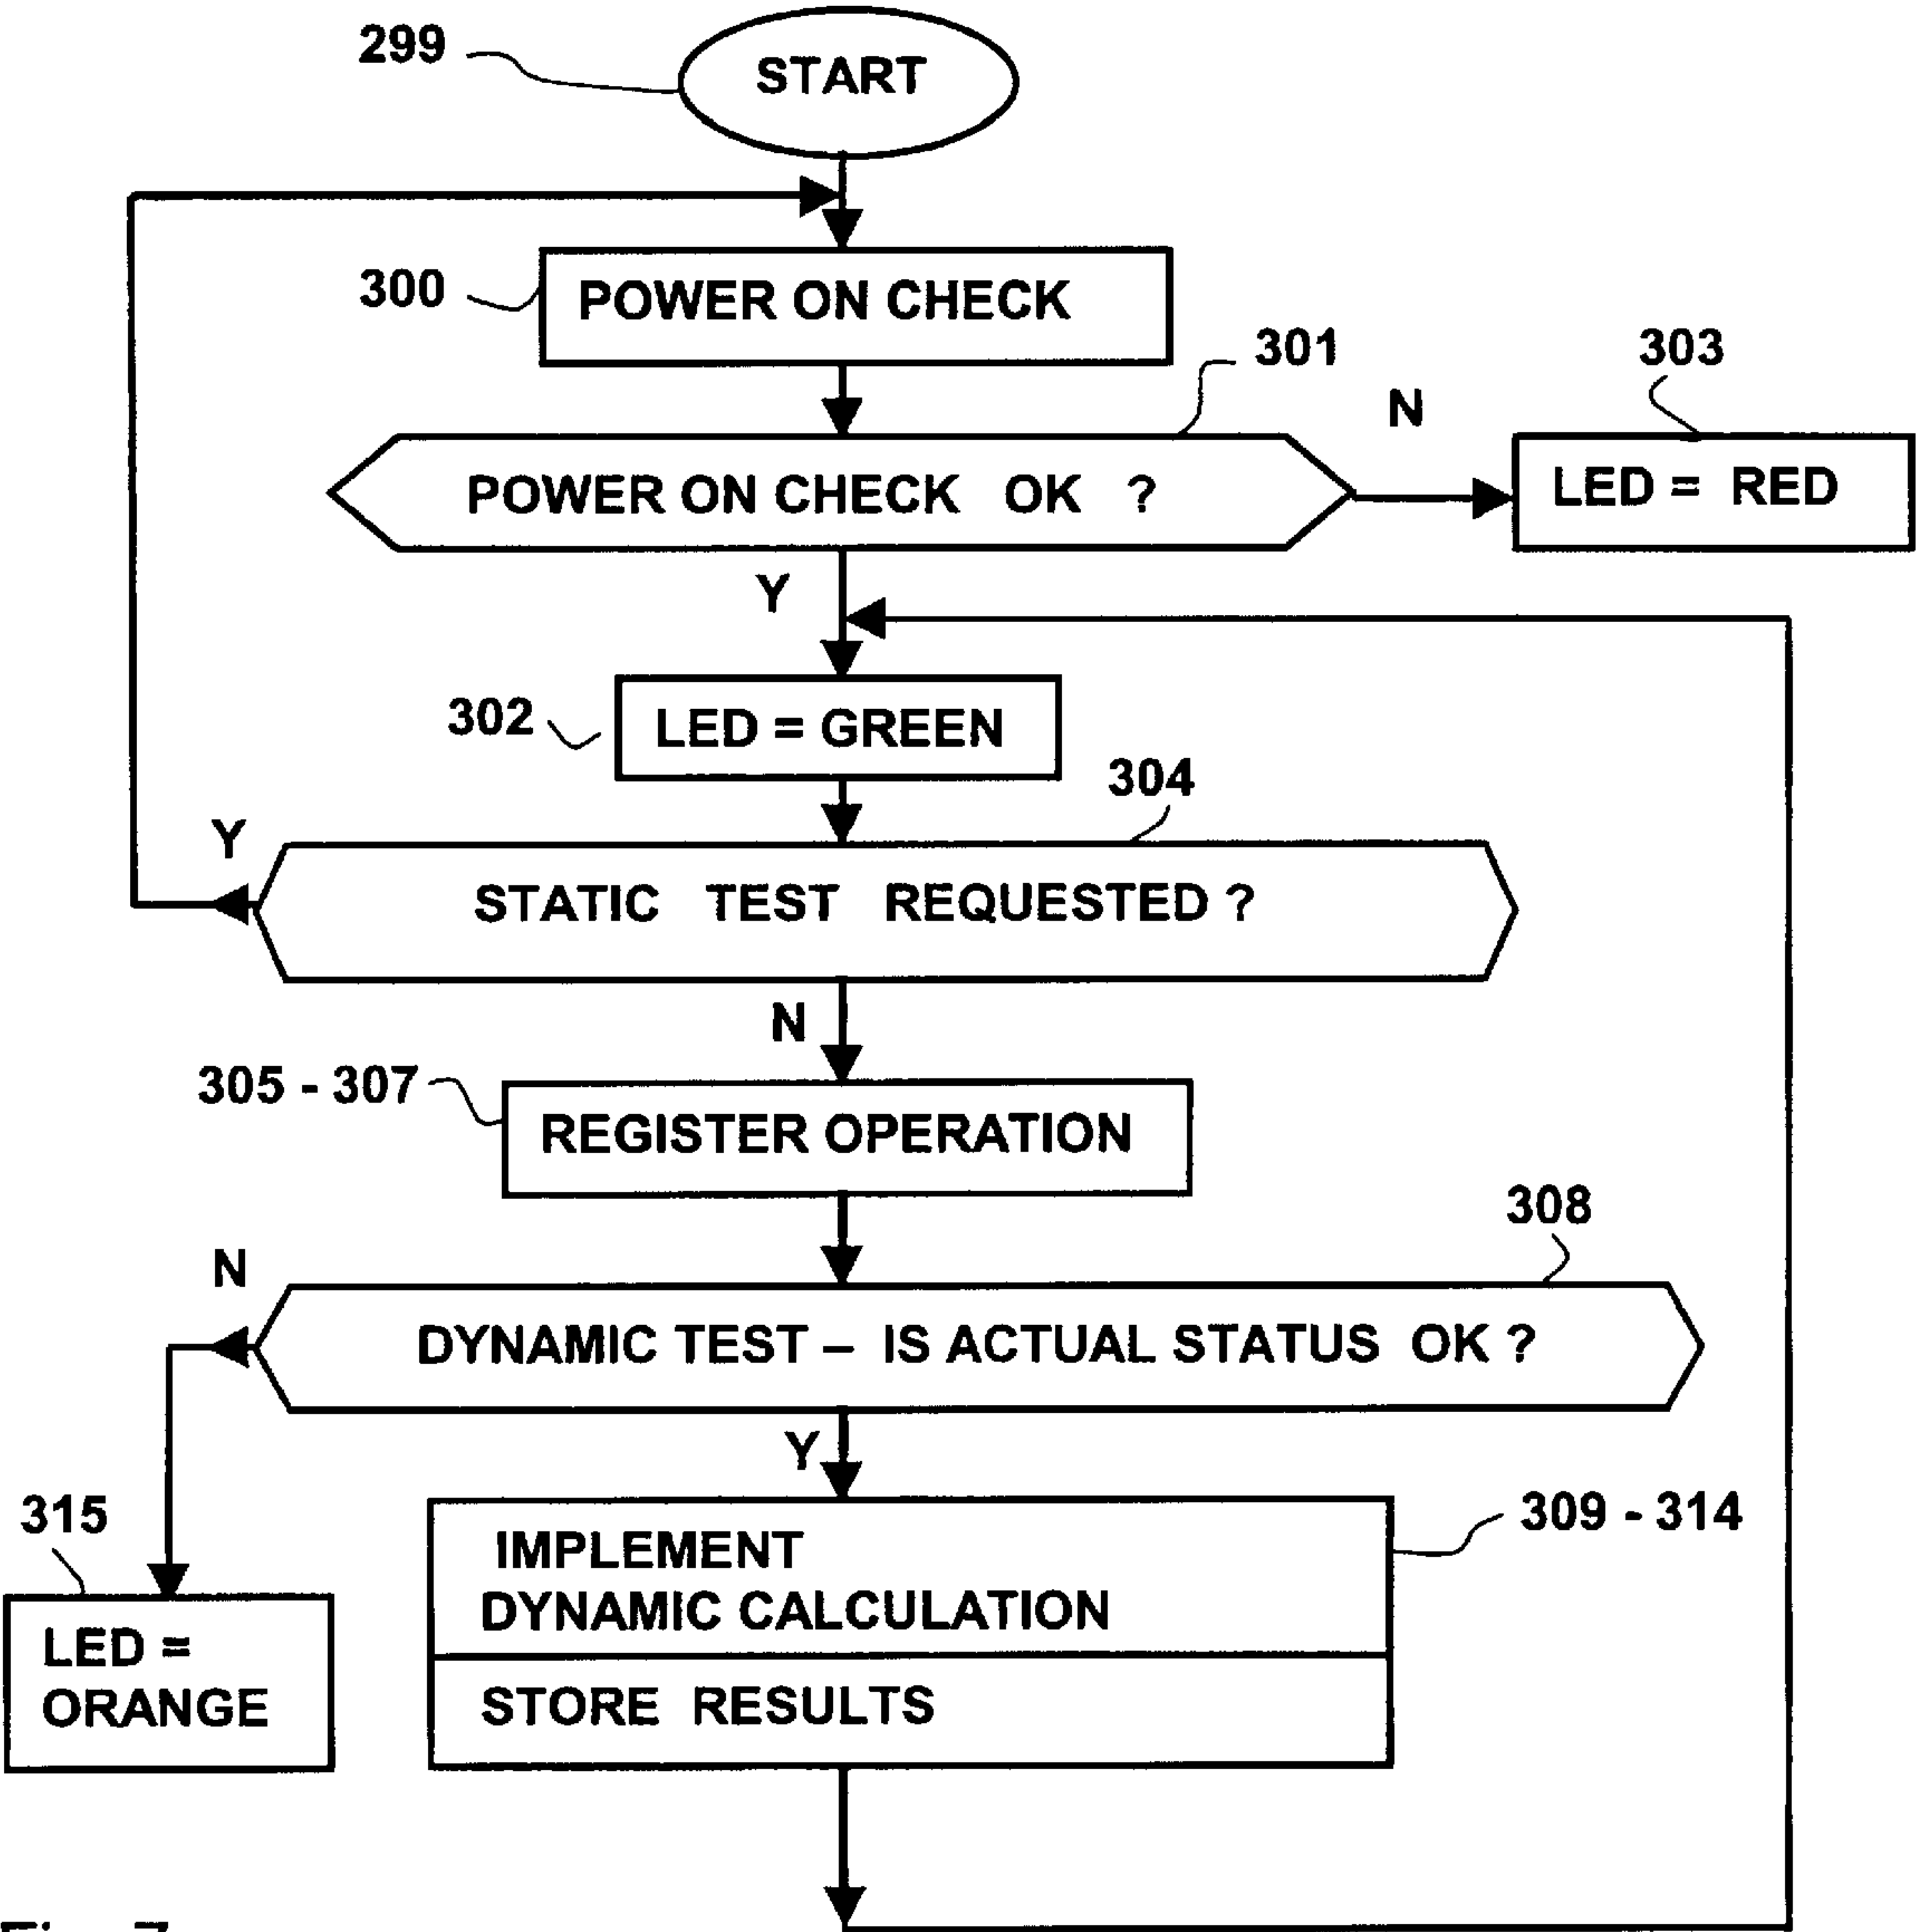 299
START
300
POWER ON CHECK
301
303
N
POWER ON CHECK OK ?
LED = RED
Y
302
LED = GREEN
304
Y
STATIC TEST REQUESTED ?
N
305 - 307
REGISTER OPERATION
308
N
DYNAMIC TEST – IS ACTUAL STATUS OK ?
Y
315
309 - 314
IMPLEMENT
DYNAMIC CALCULATION
LED =
ORANGE
STORE RESULTS